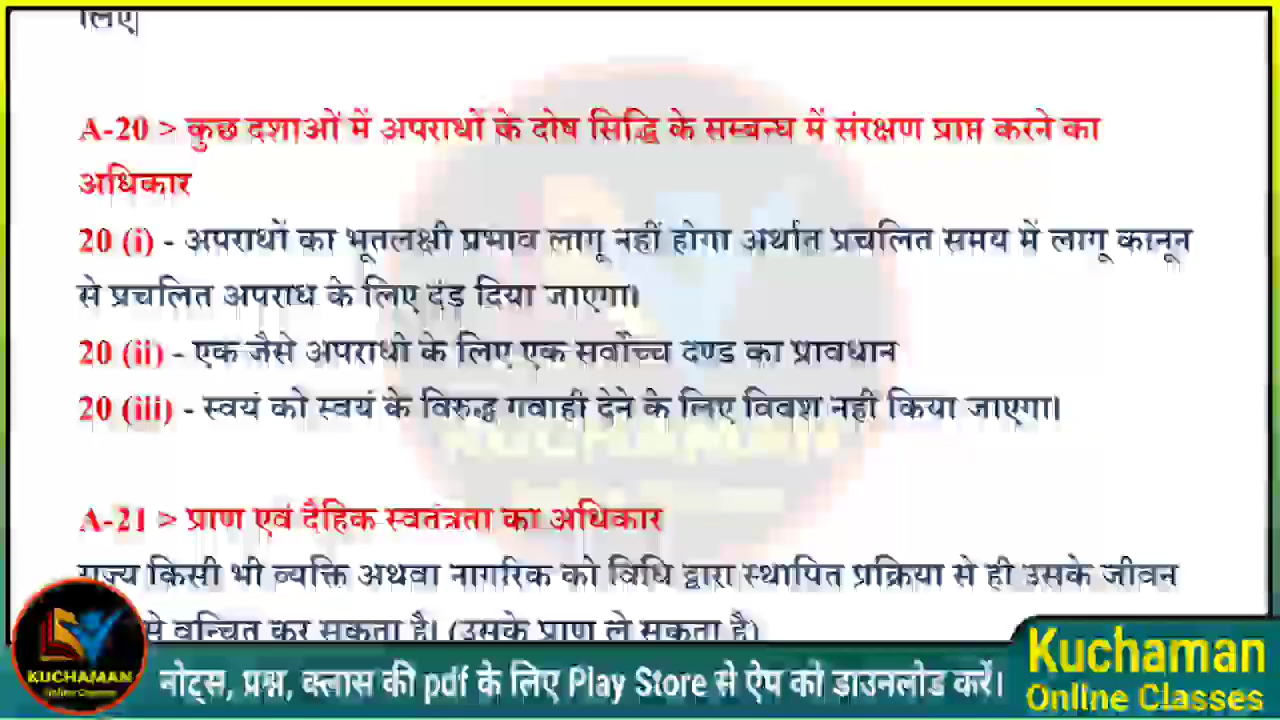 लिए|
A-20 > कुछ दशाओं में अपराधों के दोष सिद्धि के सम्बन्ध में संरक्षण प्राप्त करने का
अधिकार
20 (i) - अपराधों का भूतलक्षी प्रभाव लागू नहीं होगा अर्थात प्रचलित समय में लागू कानून
से प्रचलित अपराध के लिए दंड दिया जाएगा।
20 (ii) - एक जैसे अपराधो के लिए एक सर्वोच्च दण्ड का प्रावधान
20 (iii) - स्वयं को स्वयं के विरुद्ध गवाही देने के लिए विवश नही किया जाएगा।
A-21 > प्राण एवं दैहिक स्वतंत्रता का अधिकार
राज्य किसी भी व्यक्ति अथवा नागरिक को विधि द्वारा स्थापित प्रक्रिया से ही उसके जीवन
से वन्चित कर सकता है। (उसके प्राण ले सकता है)
KUCHAMAN
Online Classes
नोट्स, प्रश्न, क्लास की pdf के लिए Play Store से ऐप को डाउनलोड करें।
Kuchaman
Online Classes